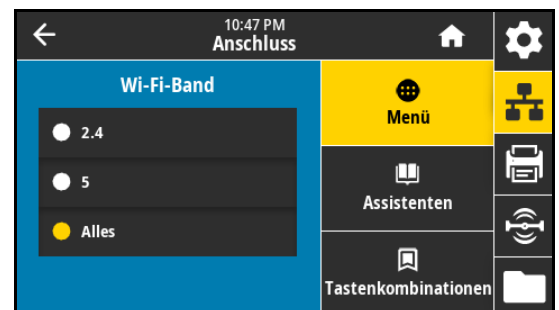 10:47 PM
Anschluss
Wi-Fi-Band
2.4
5
Alles
Menü
Assistenten
Tastenkombinationen